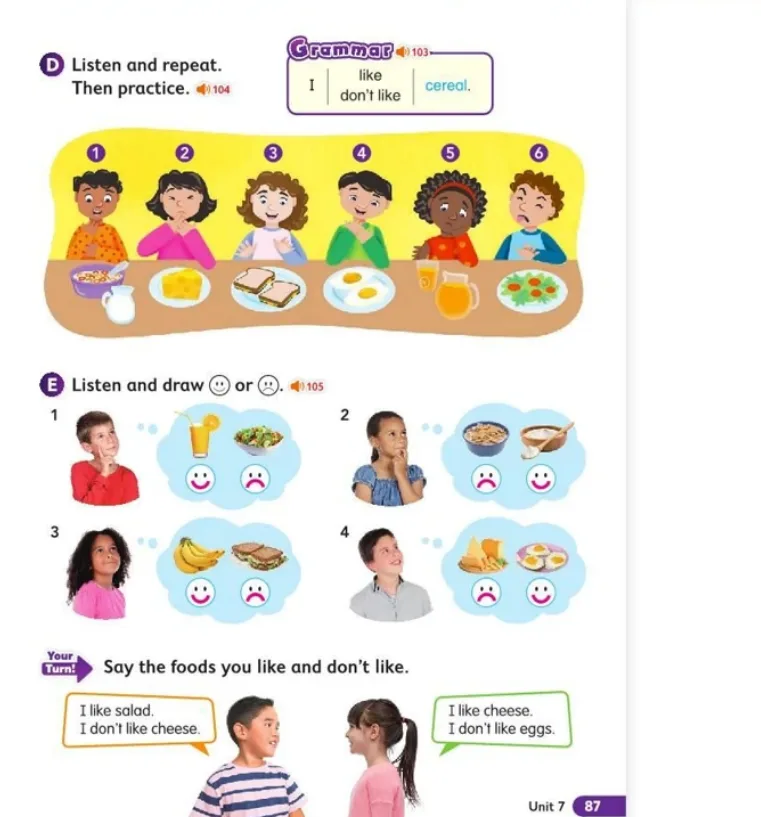 Grammar 103
D Listen and repeat.
Then practice. 104
I like cereal.
don't like
1 2 3 4 5 6
E Listen and draw or . 105
1
2
3
4
Your
Turn!
Say the foods you like and don't like.
I like salad.
I don't like cheese.
I like cheese.
I don't like eggs.
Unit 7 87